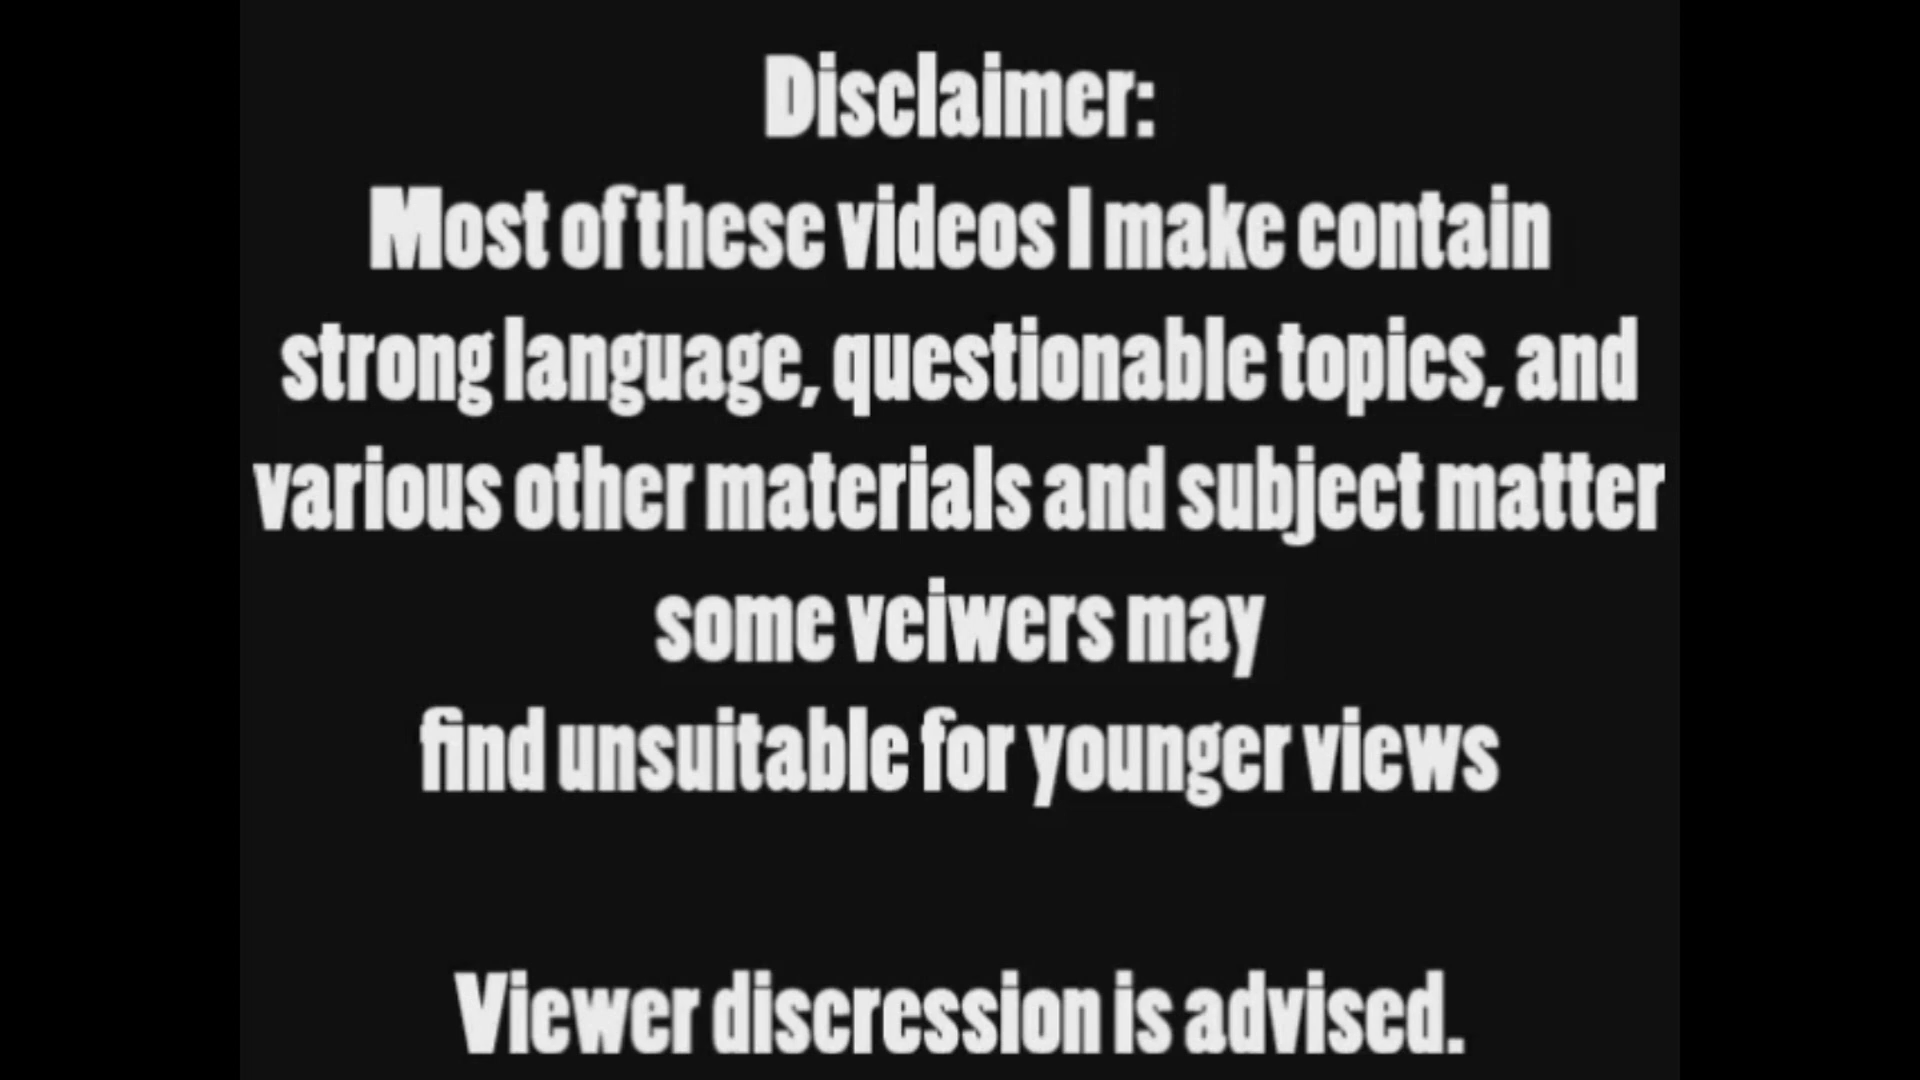 Disclaimer:
Most of these videos I make contain
strong language, questionable topics, and
various other materials and subject matter
some veiwers may
find unsuitable for younger views
Viewer discression is advised.